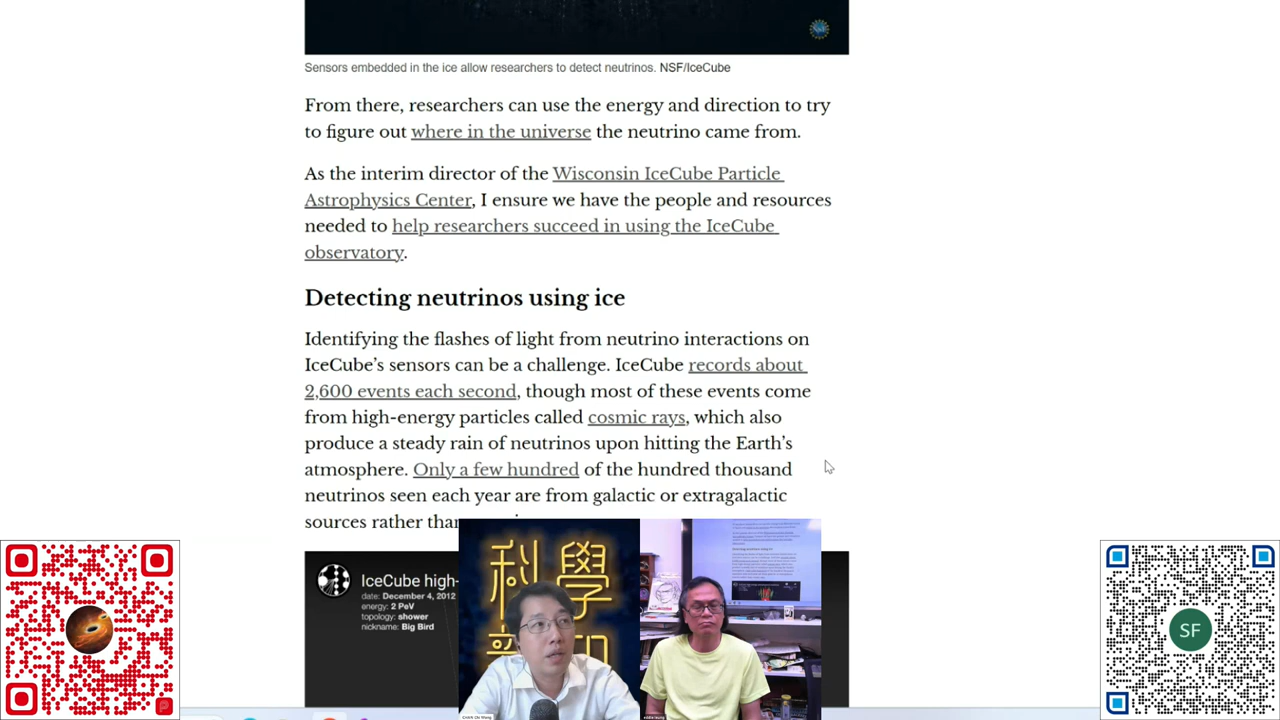 Sensors embedded in the ice allow researchers to detect neutrinos. NSF/IceCube
From there, researchers can use the energy and direction to try
to figure out where in the universe the neutrino came from.
As the interim director of the Wisconsin IceCube Particle
Astrophysics Center, I ensure we have the people and resources
needed to help researchers succeed in using the IceCube
observatory.
Detecting neutrinos using ice
Identifying the flashes of light from neutrino interactions on
IceCube's sensors can be a challenge. IceCube records about
2,600 events each second, though most of these events come
from high-energy particles called cosmic rays, which also
produce a steady rain of neutrinos upon hitting the Earth's
atmosphere. Only a few hundred of the hundred thousand
neutrinos seen each year are from galactic or extragalactic
sources rather than
IceCube high-
date: December 4, 2012
energy: 2 PeV
topology: shower
nickname: Big Bird
科學
SF